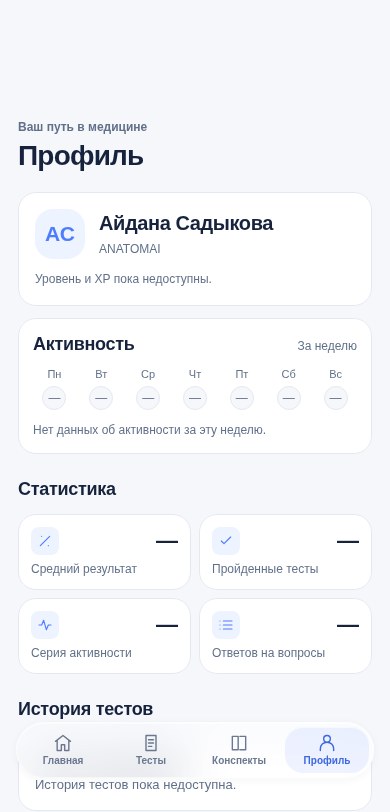 Ваш путь в медицине
Профиль
АС
Айдана Садыкова
ANATOMAI
Уровень и XP пока недоступны.
Активность
За неделю
Пн Вт Ср Чт Пт Сб Вс
— — — — — — —
Нет данных об активности за эту неделю.
Статистика
—
Средний результат
—
Пройденные тесты
—
Серия активности
—
Ответов на вопросы
История тестов
История тестов пока недоступна.
Главная Тесты Конспекты Профиль